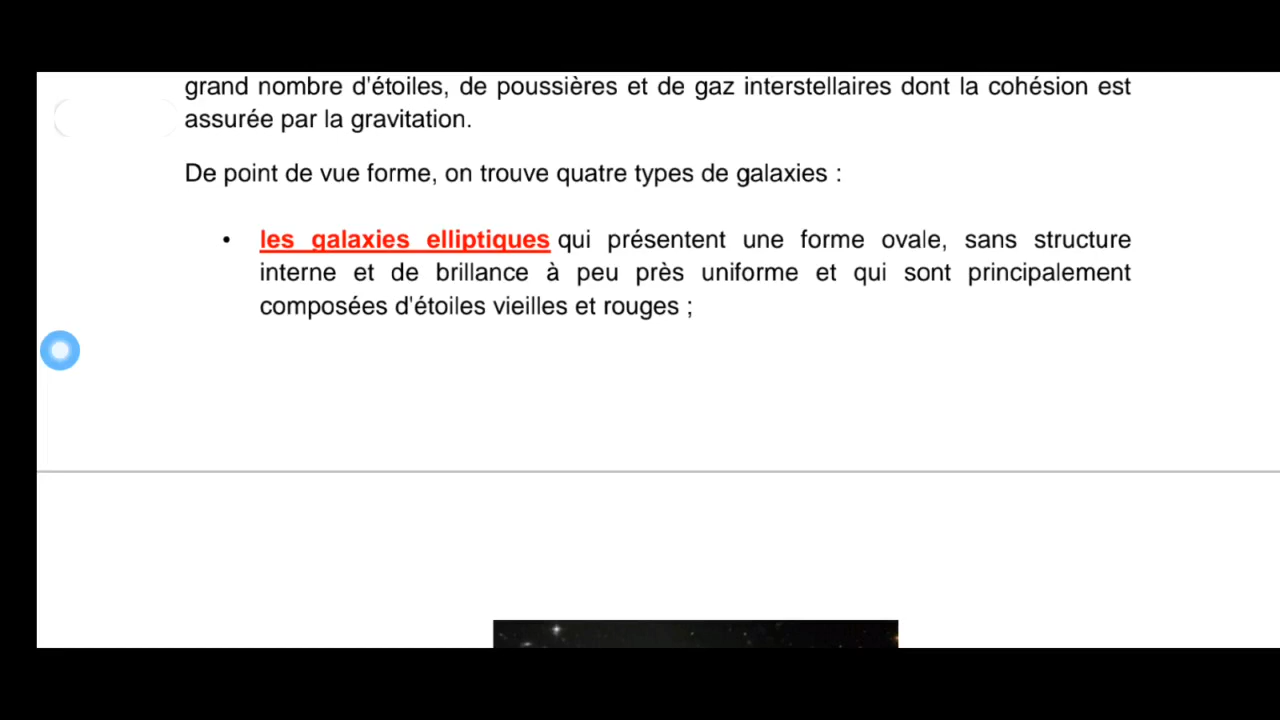 grand nombre d'étoiles, de poussières et de gaz interstellaires dont la cohésion est
assurée par la gravitation.
De point de vue forme, on trouve quatre types de galaxies :
• les galaxies elliptiques qui présentent une forme ovale, sans structure
interne et de brillance à peu près uniforme et qui sont principalement
composées d'étoiles vieilles et rouges ;